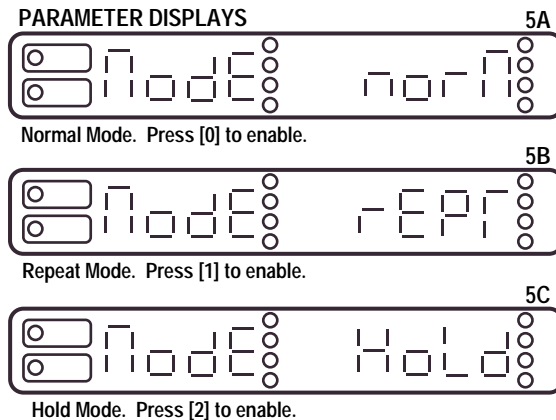 PARAMETER DISPLAYS 5A
ModE norM
Normal Mode. Press [0] to enable.
5B
ModE rEPT
Repeat Mode. Press [1] to enable.
5C
ModE HoLd
Hold Mode. Press [2] to enable.